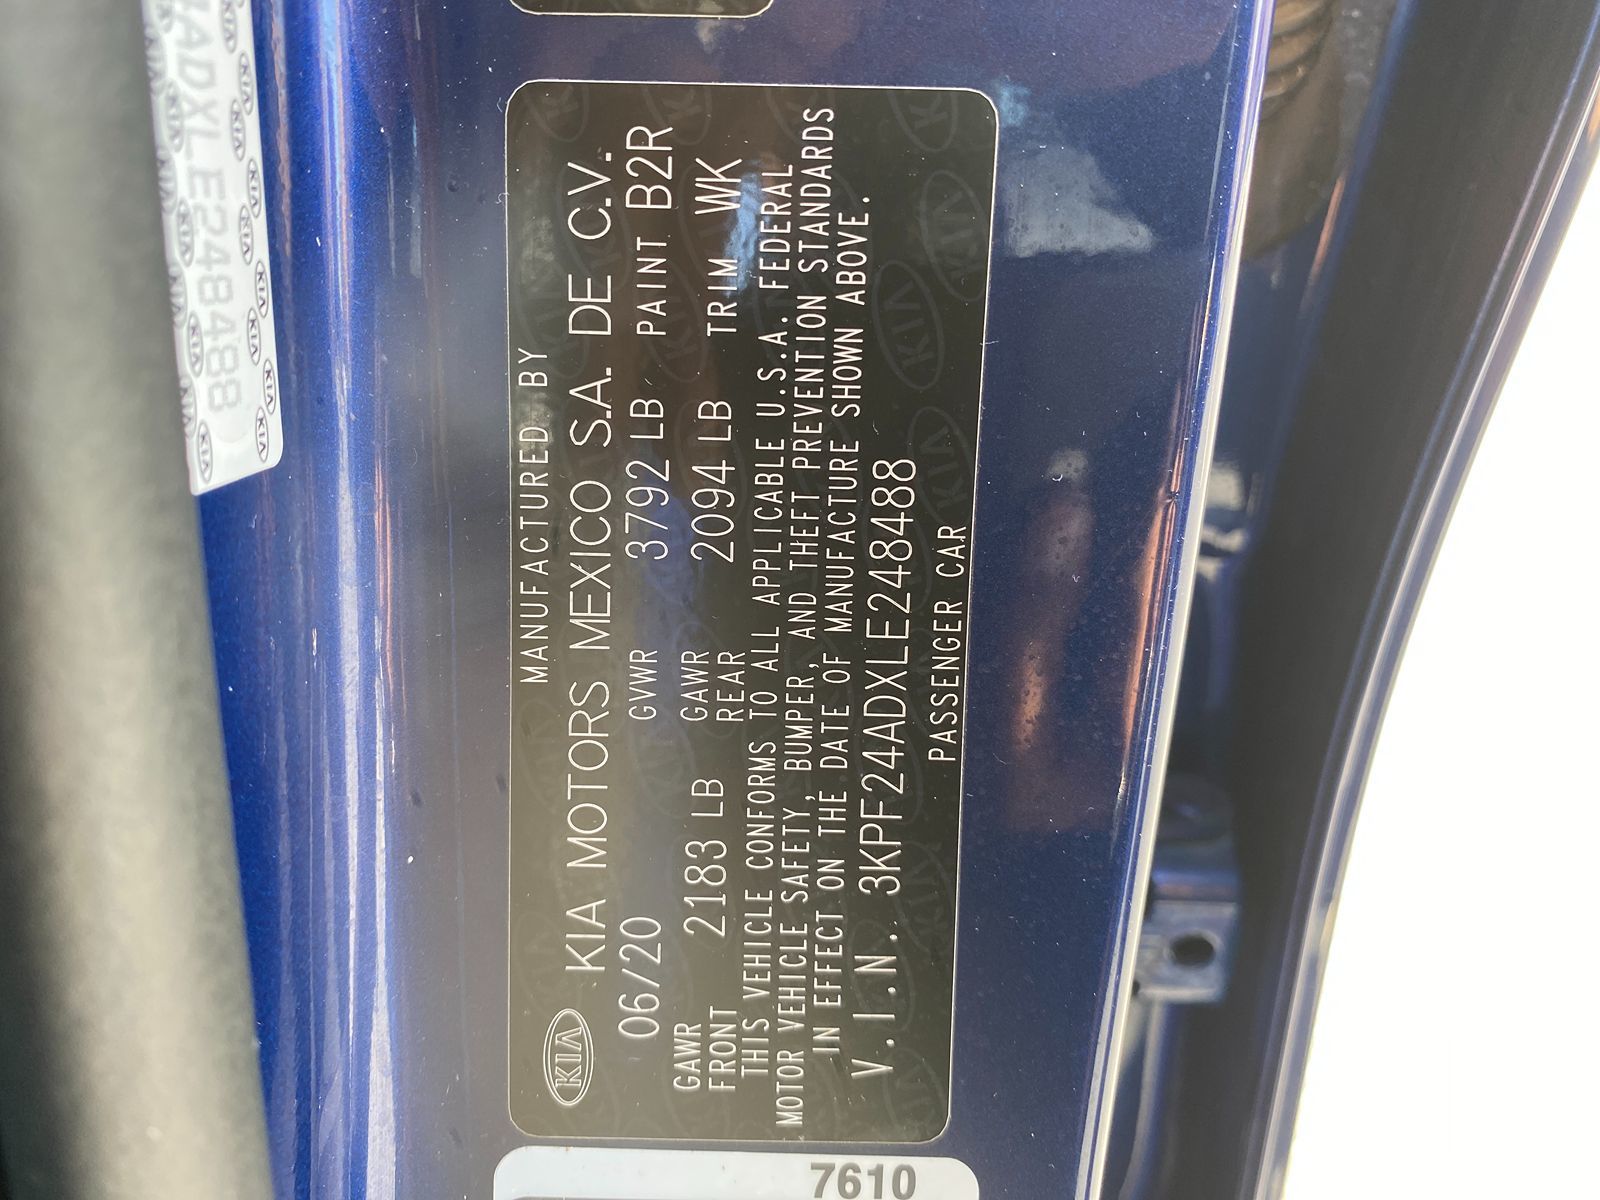 MANUFACTURED BY
KIA KIA MOTORS MEXICO S.A. DE C.V.
06/20 GVWR 3792 LB PAINT B2R
GAWR FRONT 2183 LB GAWR REAR 2094 LB TRIM WK
THIS VEHICLE CONFORMS TO ALL APPLICABLE U.S.A. FEDERAL
MOTOR VEHICLE SAFETY, BUMPER, AND THEFT PREVENTION STANDARDS
IN EFFECT ON THE DATE OF MANUFACTURE SHOWN ABOVE.
V.I.N. 3KPF24ADXLE248488
PASSENGER CAR
ADXLE248488
7610